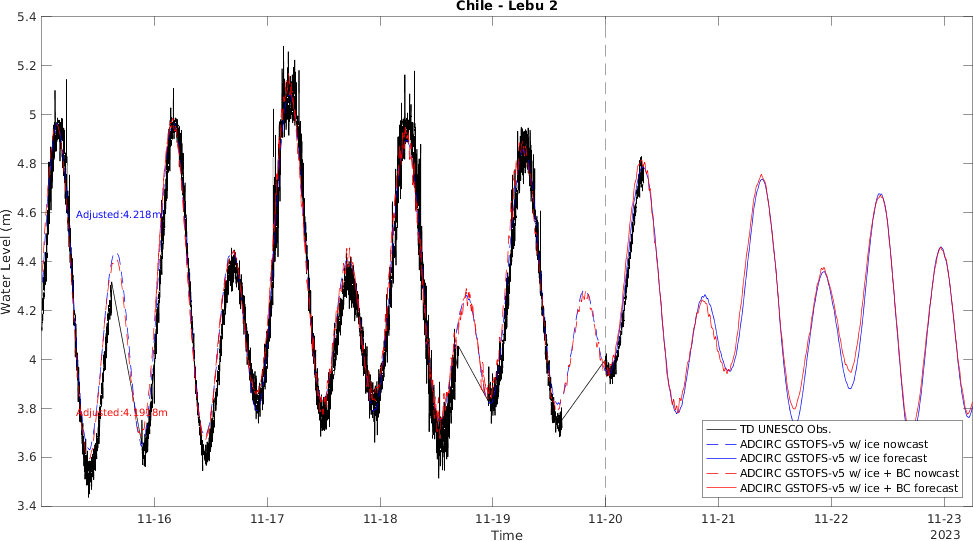 Chile - Lebu 2
5.4
5.2
5
4.8
4.6
4.4
4.2
4
3.8
3.6
3.4
Water Level (m)
Adjusted:4.218m
TD UNESCO Obs.
ADCIRC GSTOFS-v5 w/ ice nowcast
ADCIRC GSTOFS-v5 w/ ice forecast
ADCIRC GSTOFS-v5 w/ ice + BC nowcast
ADCIRC GSTOFS-v5 w/ ice + BC forecast
11-16
11-17
11-18
11-19
11-20
11-21
11-22
11-23
Time
2023